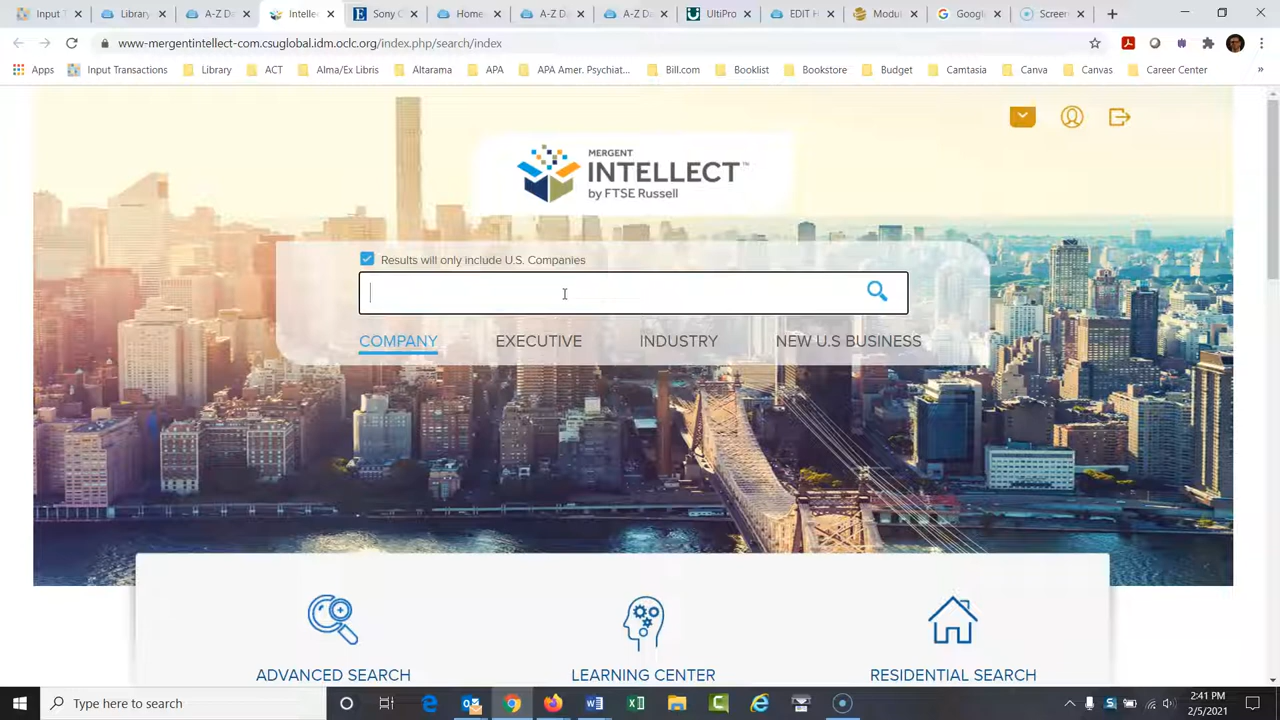 Input T
Library
A-Z D
Intelle
Sony C
Home
A-Z D
A-Z D
UltiPro
EDIT H
Modul
Google
Screen
www-mergentintellect-com.csuglobal.idm.oclc.org/index.php/search/index
Apps Input Transactions Library ACT Alma/Ex Libris Altarama APA APA Amer. Psychiat... Bill.com Booklist Bookstore Budget Camtasia Canva Canvas Career Center »
MERGENT
INTELLECT™
by FTSE Russell
Results will only include U.S. Companies
COMPANY EXECUTIVE INDUSTRY NEW U.S BUSINESS
ADVANCED SEARCH LEARNING CENTER RESIDENTIAL SEARCH
Type here to search
2:41 PM
2/5/2021